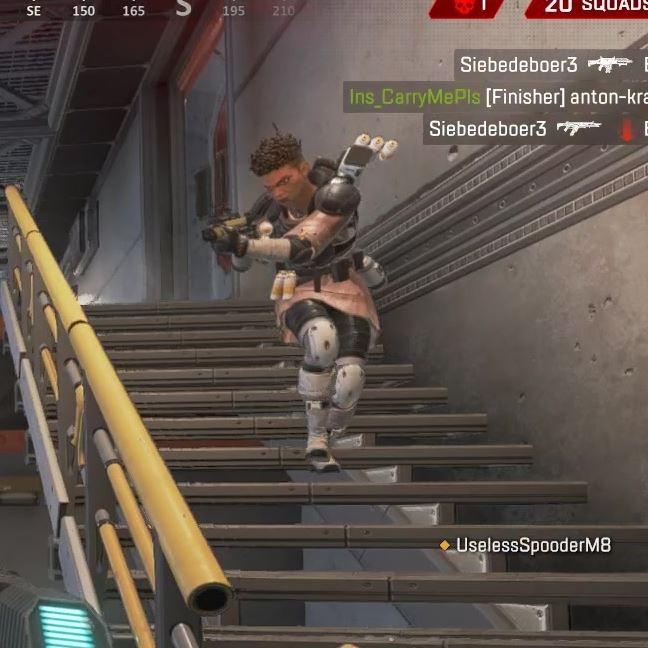 SE 150 165 S 195 210
1 20 SQUADS
Siebedeboer3
Ins_CarryMePls [Finisher] anton-kra
Siebedeboer3
UselessSpooderM8